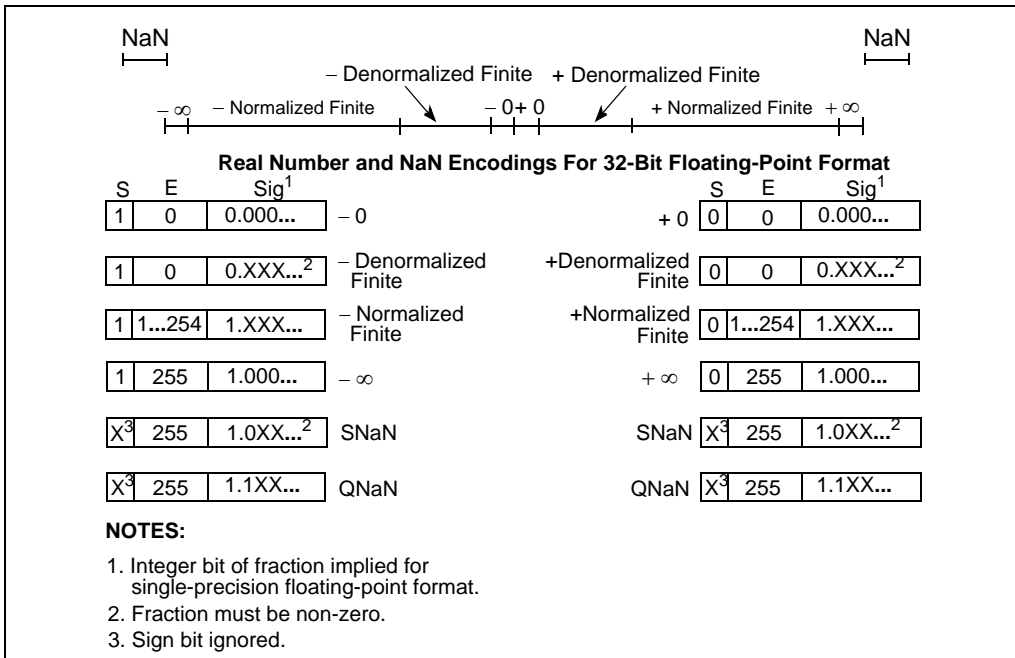 NaN NaN
– Denormalized Finite + Denormalized Finite
– ∞ – Normalized Finite – 0+ 0 + Normalized Finite + ∞
Real Number and NaN Encodings For 32-Bit Floating-Point Format
S E Sig1 S E Sig1
1 0 0.000... – 0 + 0 0 0 0.000...
1 0 0.XXX...2 – Denormalized Finite +Denormalized Finite 0 0 0.XXX...2
1 1...254 1.XXX... – Normalized Finite +Normalized Finite 0 1...254 1.XXX...
1 255 1.000... – ∞ + ∞ 0 255 1.000...
X3 255 1.0XX...2 SNaN SNaN X3 255 1.0XX...2
X3 255 1.1XX... QNaN QNaN X3 255 1.1XX...
NOTES:
1. Integer bit of fraction implied for
single-precision floating-point format.
2. Fraction must be non-zero.
3. Sign bit ignored.